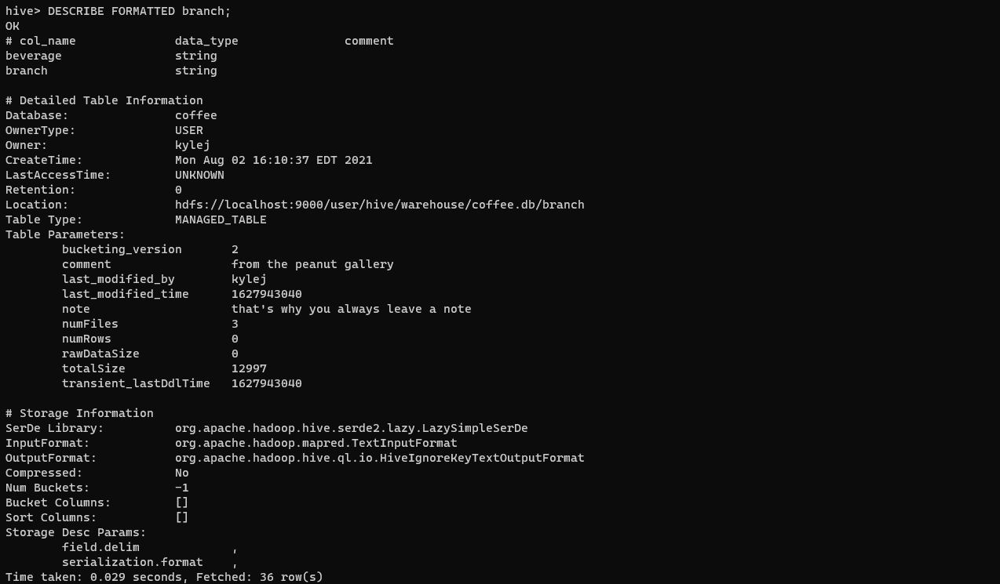 hive> DESCRIBE FORMATTED branch;
OK
# col_name                data_type               comment
beverage                string
branch                  string

# Detailed Table Information
Database:               coffee
OwnerType:              USER
Owner:                  kylej
CreateTime:             Mon Aug 02 16:10:37 EDT 2021
LastAccessTime:         UNKNOWN
Retention:              0
Location:               hdfs://localhost:9000/user/hive/warehouse/coffee.db/branch
Table Type:             MANAGED_TABLE
Table Parameters:
        bucketing_version       2
        comment                 from the peanut gallery
        last_modified_by        kylej
        last_modified_time      1627943040
        note                    that's why you always leave a note
        numFiles                3
        numRows                 0
        rawDataSize             0
        totalSize               12997
        transient_lastDdlTime   1627943040

# Storage Information
SerDe Library:          org.apache.hadoop.hive.serde2.lazy.LazySimpleSerDe
InputFormat:            org.apache.hadoop.mapred.TextInputFormat
OutputFormat:           org.apache.hadoop.hive.ql.io.HiveIgnoreKeyTextOutputFormat
Compressed:             No
Num Buckets:            -1
Bucket Columns:         []
Sort Columns:           []
Storage Desc Params:
        field.delim             ,
        serialization.format    ,
Time taken: 0.029 seconds, Fetched: 36 row(s)